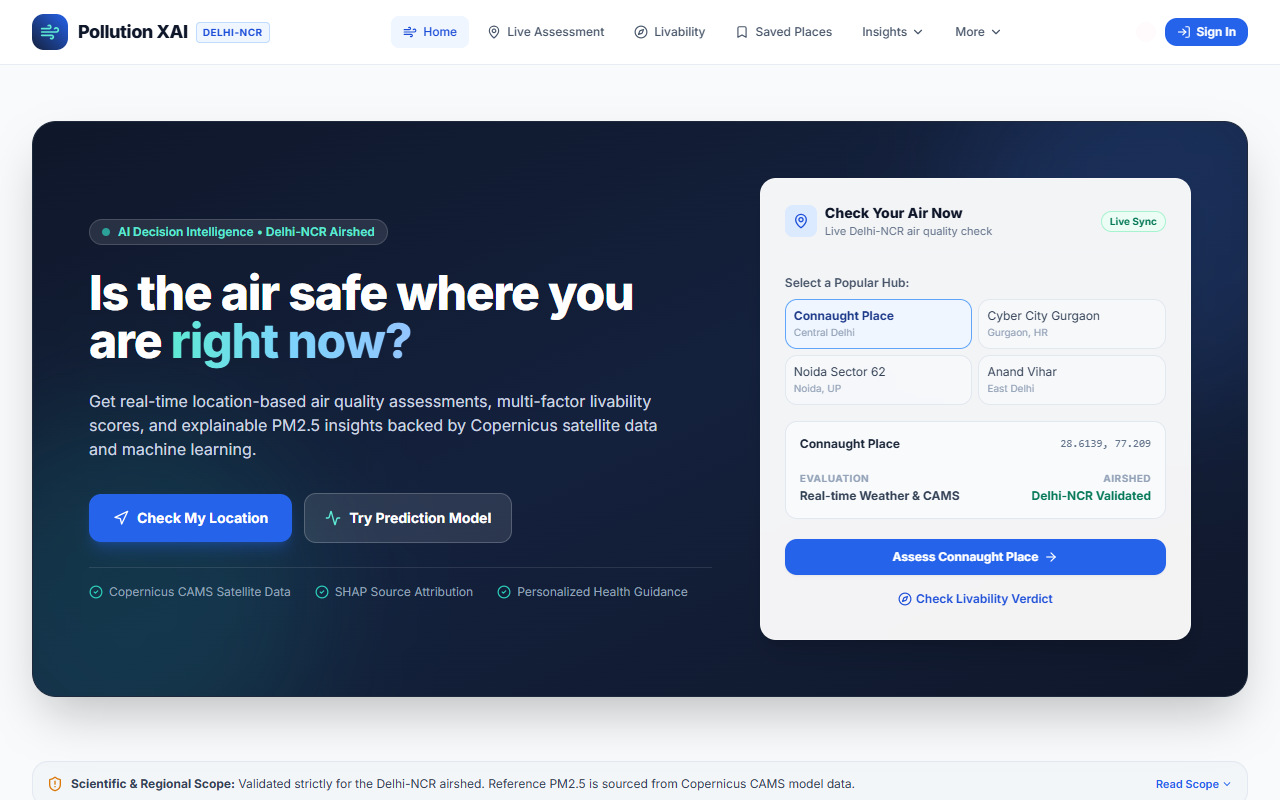 Pollution XAI DELHI-NCR Home Live Assessment Livability Saved Places Insights More Sign In
AI Decision Intelligence • Delhi-NCR Airshed
Is the air safe where you
are right now?
Get real-time location-based air quality assessments, multi-factor livability
scores, and explainable PM2.5 insights backed by Copernicus satellite data
and machine learning.
Check My Location Try Prediction Model
Copernicus CAMS Satellite Data SHAP Source Attribution Personalized Health Guidance
Check Your Air Now
Live Delhi-NCR air quality check
Live Sync
Select a Popular Hub:
Connaught Place
Central Delhi
Cyber City Gurgaon
Gurgaon, HR
Noida Sector 62
Noida, UP
Anand Vihar
East Delhi
Connaught Place 28.6139, 77.209
EVALUATION AIRSHED
Real-time Weather & CAMS Delhi-NCR Validated
Assess Connaught Place
Check Livability Verdict
Scientific & Regional Scope: Validated strictly for the Delhi-NCR airshed. Reference PM2.5 is sourced from Copernicus CAMS model data. Read Scope